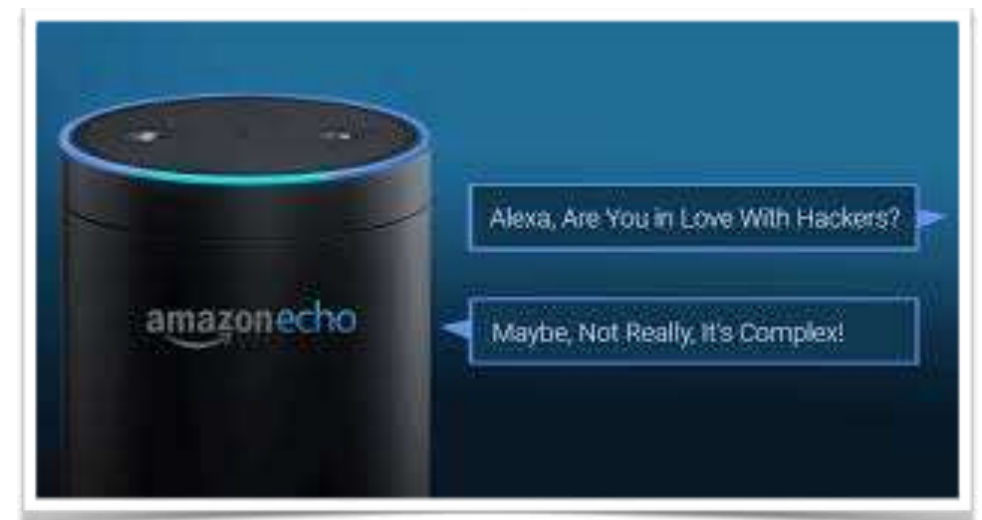 Alexa, Are You in Love With Hackers?
amazonecho
Maybe, Not Really, It's Complex!